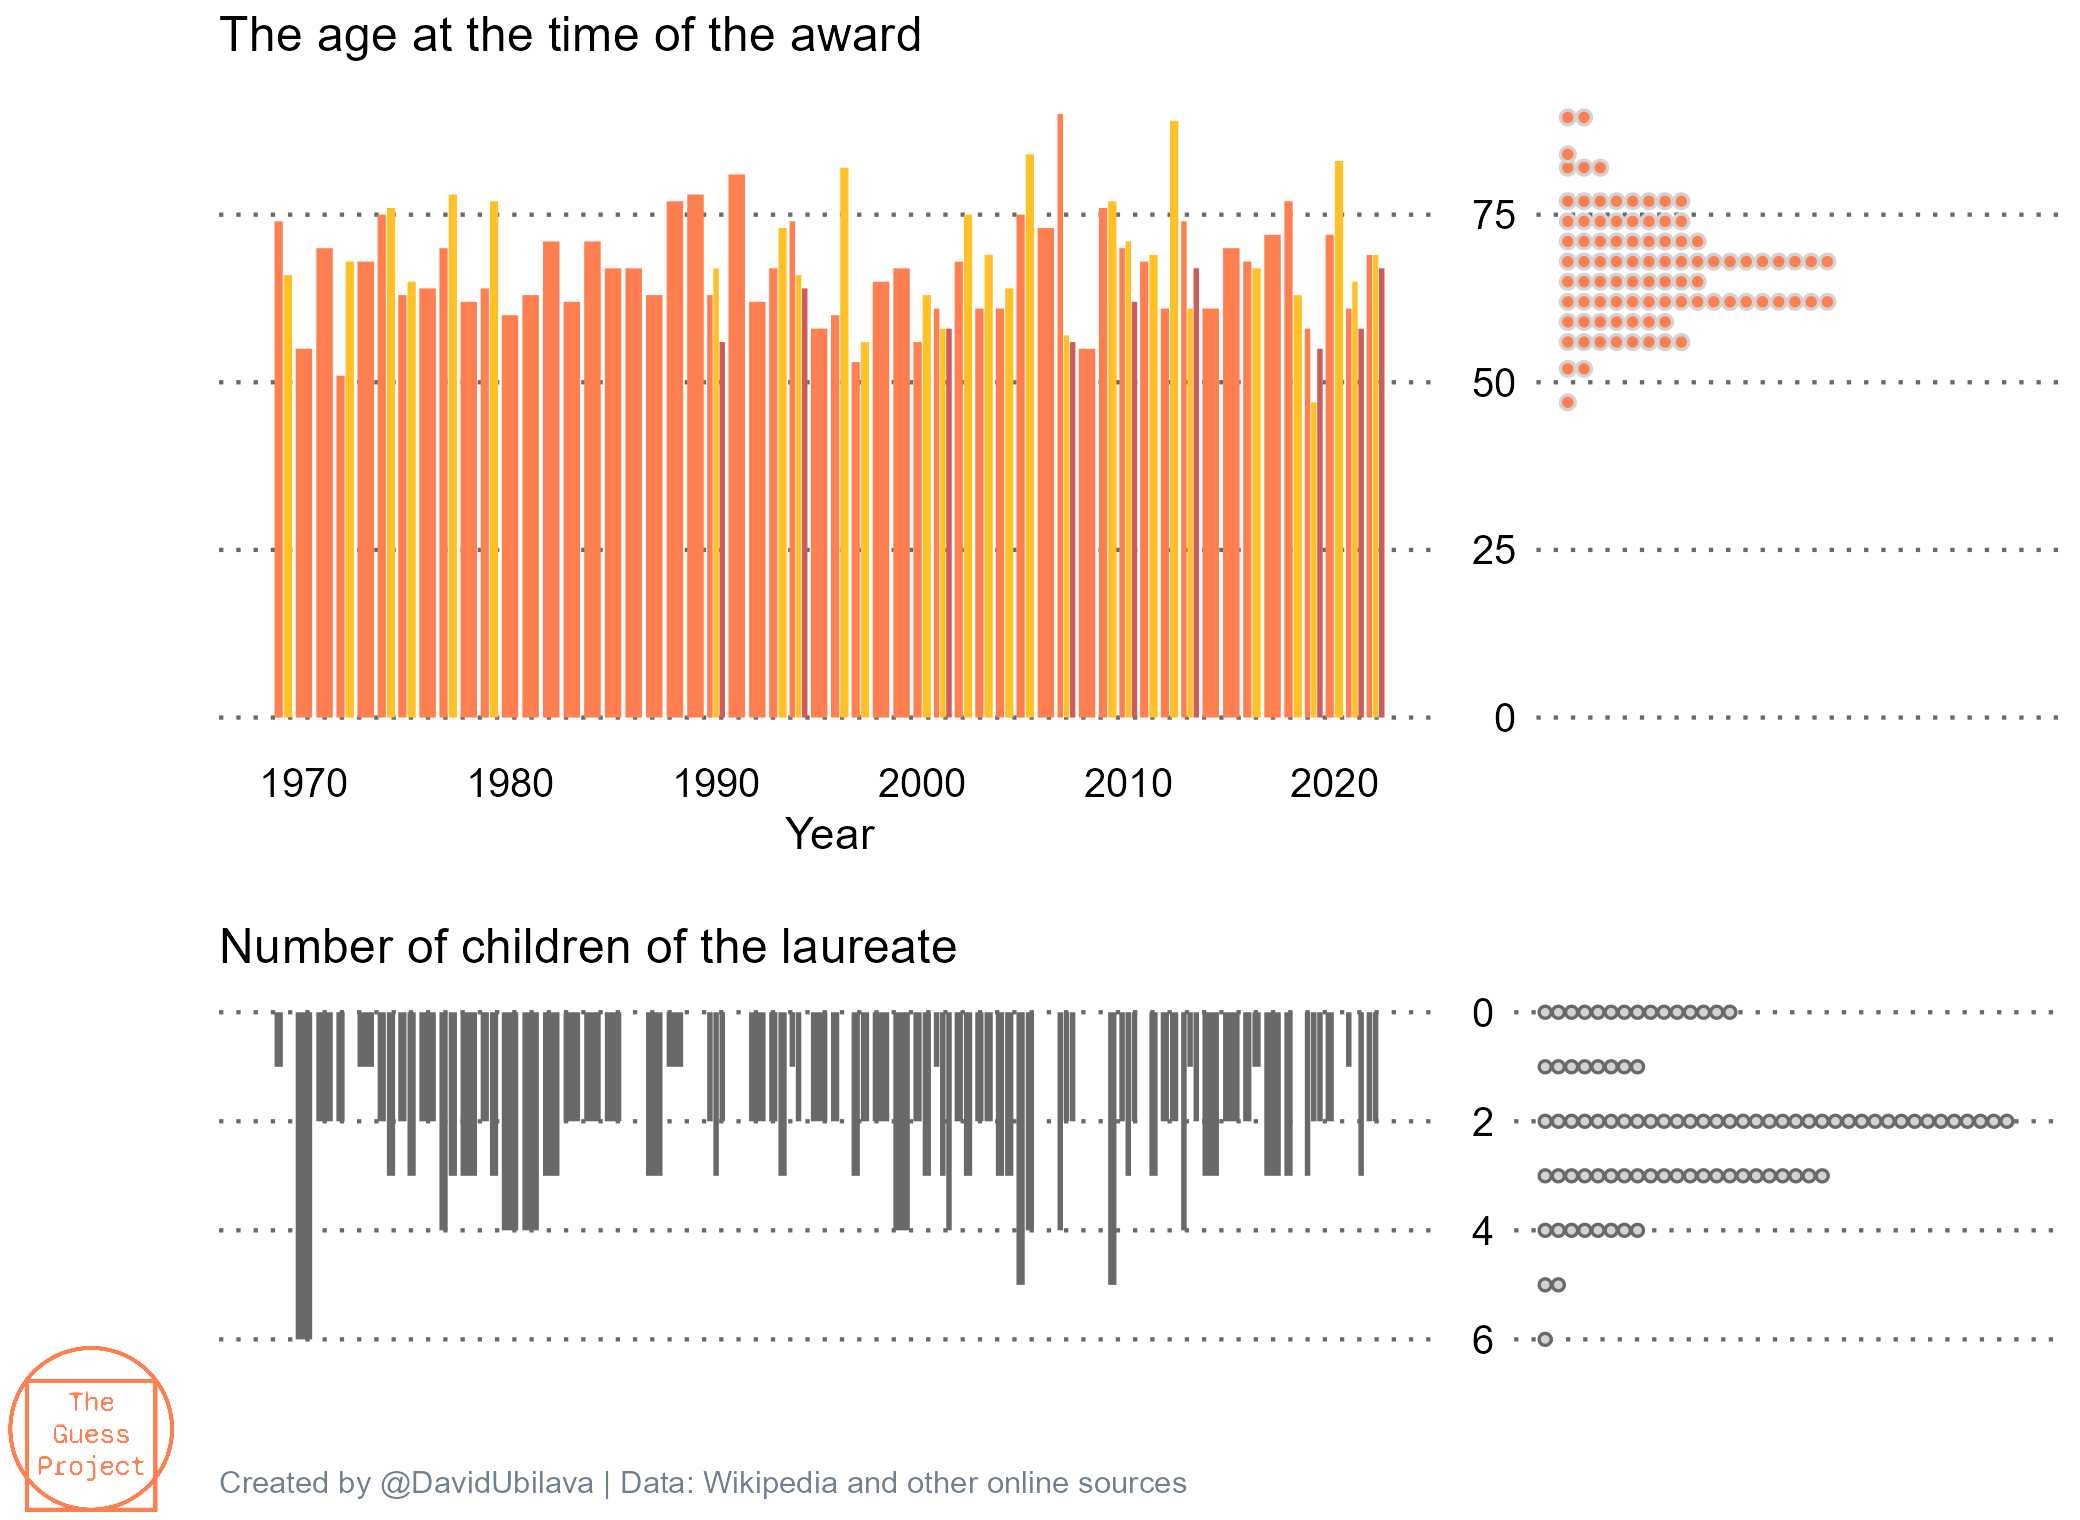 The age at the time of the award
75
50
25
0
1970 1980 1990 2000 2010 2020
Year
Number of children of the laureate
0
2
4
6
The
Guess
Project
Created by @DavidUbilava | Data: Wikipedia and other online sources